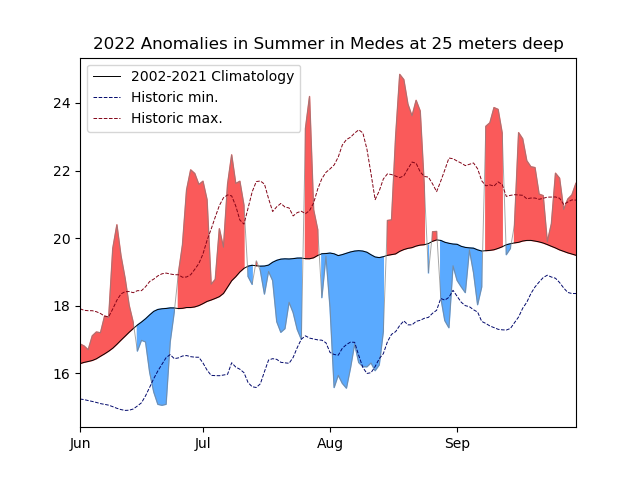 2022 Anomalies in Summer in Medes at 25 meters deep
2002-2021 Climatology
Historic min.
Historic max.
24
22
20
18
16
Jun Jul Aug Sep